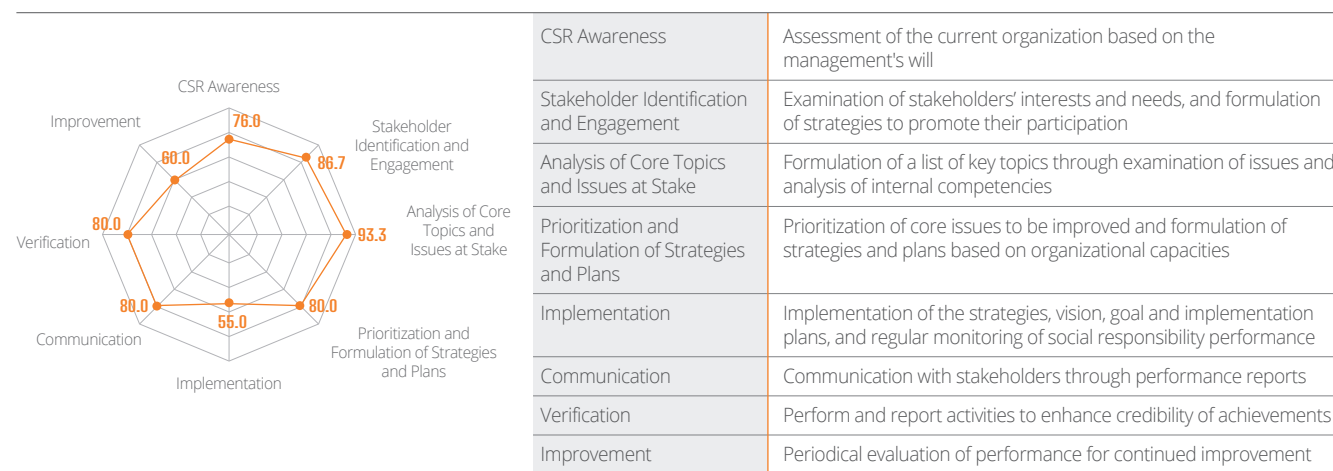 CSR Awareness
76.0
Improvement
60.0
Stakeholder
Identification and
Engagement
86.7
80.0
Verification
Analysis of Core
Topics and
Issues at Stake
93.3
80.0
Communication
55.0
Implementation
80.0
Prioritization and
Formulation of Strategies
and Plans
CSR Awareness
Assessment of the current organization based on the
management's will
Stakeholder Identification
and Engagement
Examination of stakeholders’ interests and needs, and formulation
of strategies to promote their participation
Analysis of Core Topics
and Issues at Stake
Formulation of a list of key topics through examination of issues and
analysis of internal competencies
Prioritization and
Formulation of Strategies
and Plans
Prioritization of core issues to be improved and formulation of
strategies and plans based on organizational capacities
Implementation
Implementation of the strategies, vision, goal and implementation
plans, and regular monitoring of social responsibility performance
Communication
Communication with stakeholders through performance reports
Verification
Perform and report activities to enhance credibility of achievements
Improvement
Periodical evaluation of performance for continued improvement